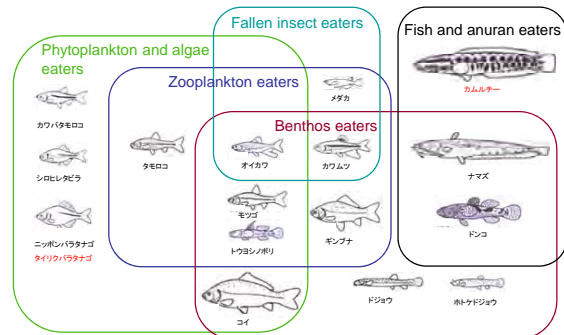 Fallen insect eaters
Fish and anuran eaters
Phytoplankton and algae
eaters
Zooplankton eaters
カムルチー
メダカ
カワバタモロコ
Benthos eaters
タモロコ
オイカワ
カワムツ
ナマズ
シロヒレタビラ
モツゴ
トウヨシノボリ
ギンブナ
ドンコ
ニッポンバラタナゴ
タイリクバラタナゴ
コイ
ドジョウ
ホトケドジョウ